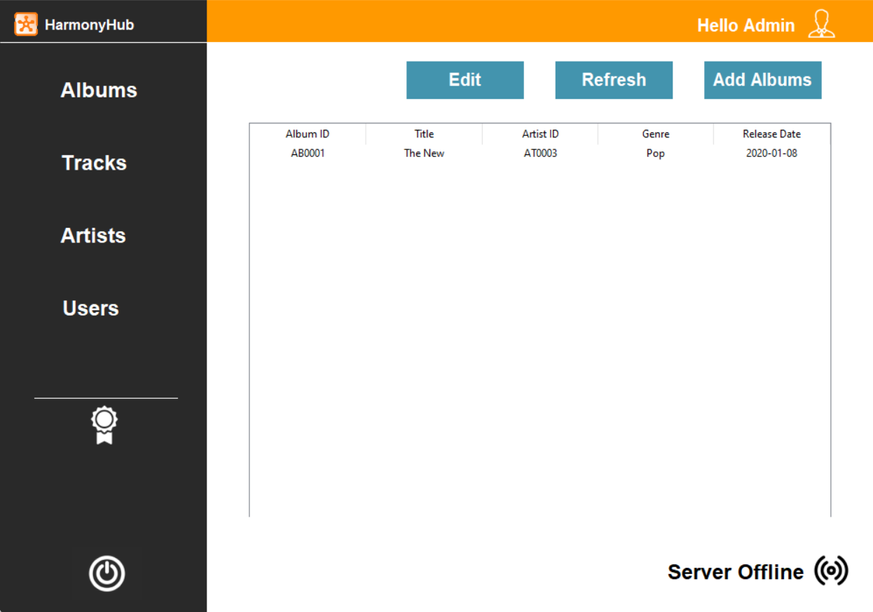 HarmonyHub
Hello Admin
Albums
Tracks
Artists
Users
Edit Refresh Add Albums
Album ID Title Artist ID Genre Release Date
AB0001 The New AT0003 Pop 2020-01-08
Server Offline